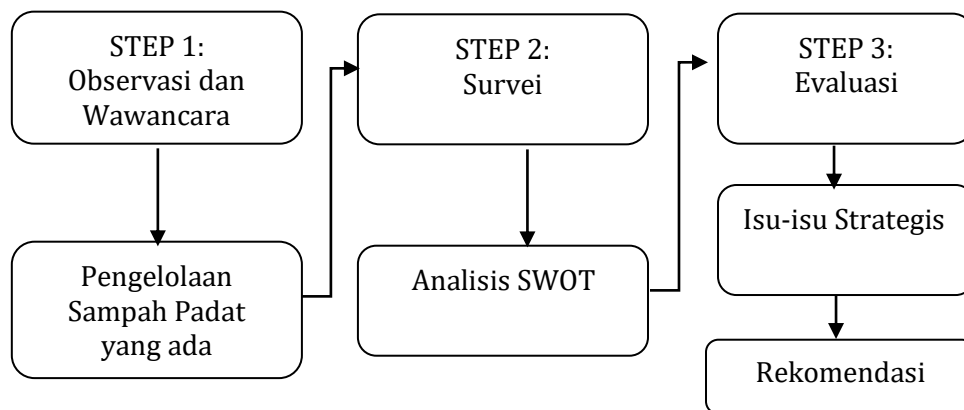 STEP 1:
Observasi dan
Wawancara
Pengelolaan
Sampah Padat
yang ada
STEP 2:
Survei
Analisis SWOT
STEP 3:
Evaluasi
Isu-isu Strategis
Rekomendasi